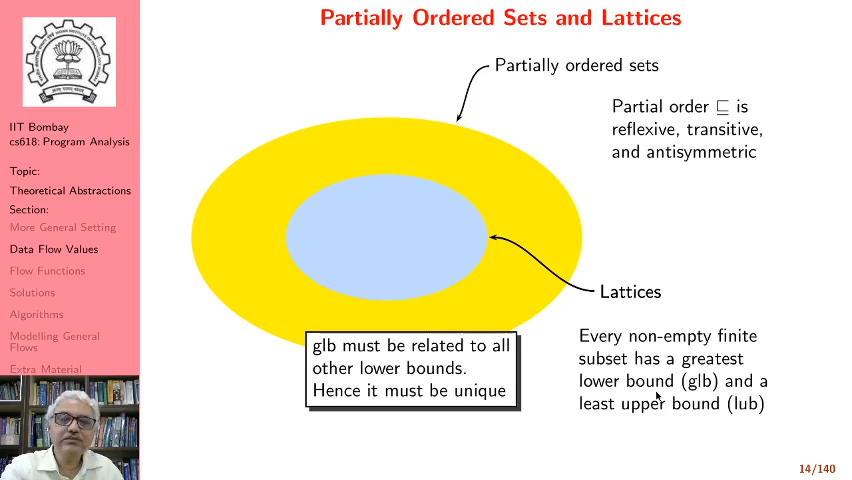 Partially Ordered Sets and Lattices
IIT Bombay
cs618: Program Analysis
Topic:
Theoretical Abstractions
Section:
More General Setting
Data Flow Values
Flow Functions
Solutions
Algorithms
Modelling General
Flows
Extra Material
Partially ordered sets
Partial order ⊑ is
reflexive, transitive,
and antisymmetric
Lattices
Every non-empty finite
subset has a greatest
lower bound (glb) and a
least upper bound (lub)
glb must be related to all
other lower bounds.
Hence it must be unique
14/140